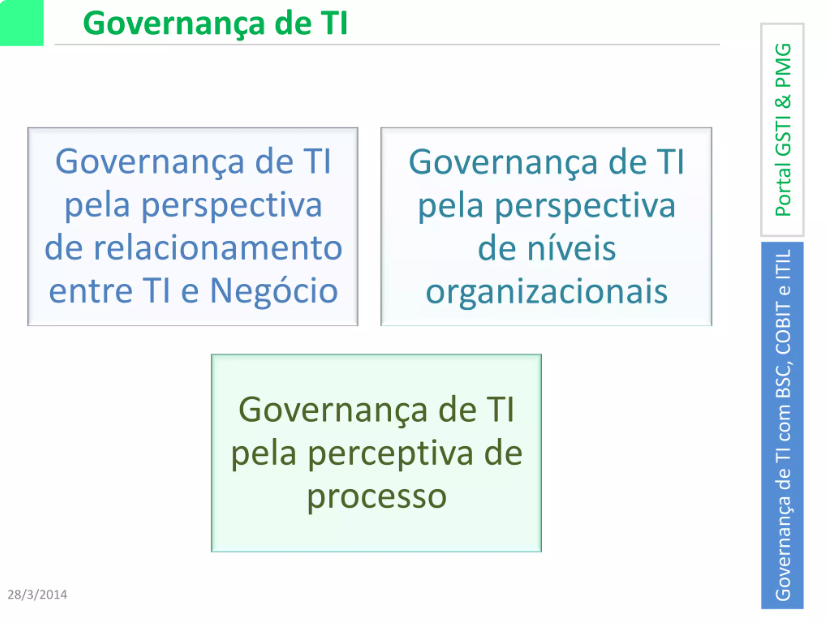 Governança de TI
Governança de TI
pela perspectiva
de relacionamento
entre TI e Negócio
Governança de TI
pela perspectiva
de níveis
organizacionais
Governança de TI
pela perceptiva de
processo
Portal GSTI & PMG
Governança de TI com BSC, COBIT e ITIL
28/3/2014